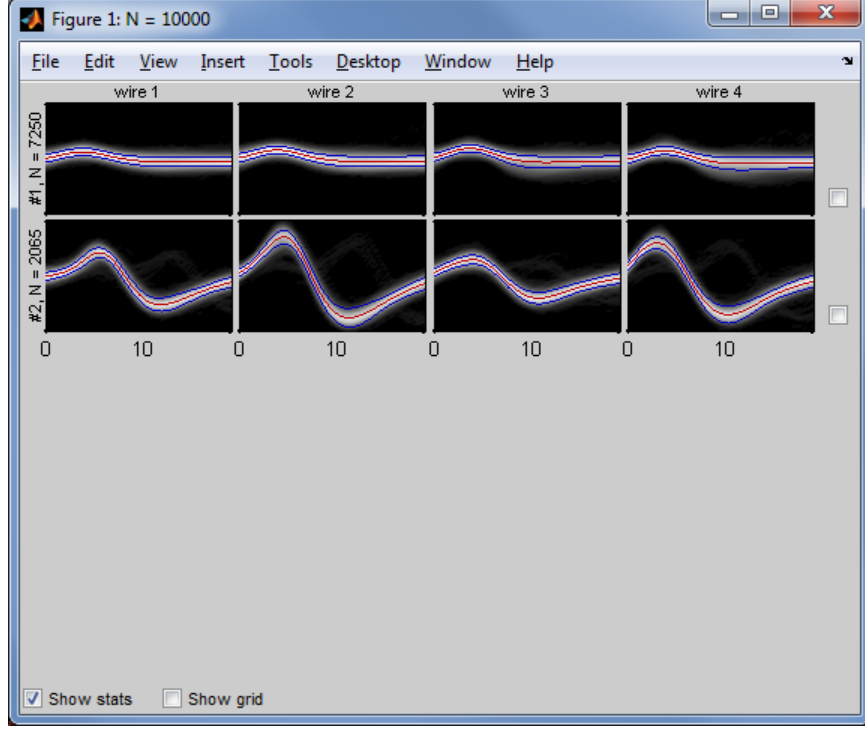 Figure 1: N = 10000
File Edit View Insert Tools Desktop Window Help
wire 1 wire 2 wire 3 wire 4
#1, N = 7250
#2, N = 2065
0 10 0 10 0 10 0 10
Show stats Show grid